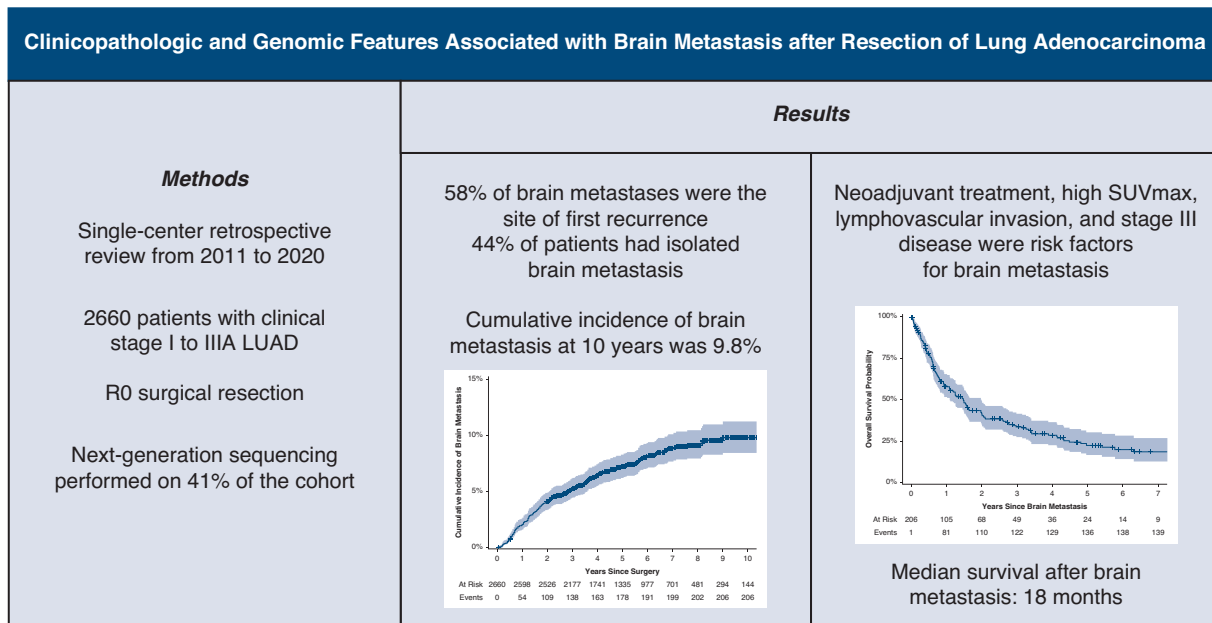 Clinicopathologic and Genomic Features Associated with Brain Metastasis after Resection of Lung Adenocarcinoma
Methods
Single-center retrospective
review from 2011 to 2020
2660 patients with clinical
stage I to IIIA LUAD
R0 surgical resection
Next-generation sequencing
performed on 41% of the cohort
Results
58% of brain metastases were the
site of first recurrence
44% of patients had isolated
brain metastasis
Cumulative incidence of brain
metastasis at 10 years was 9.8%
Cumulative Incidence of Brain Metastasis
15%
10%
5%
0%
0 1 2 3 4 5 6 7 8 9 10
Years Since Surgery
At Risk 2660 2598 2526 2177 1741 1335 977 701 481 294 144
Events 0 54 109 138 163 178 191 199 202 206 206
Neoadjuvant treatment, high SUVmax,
lymphovascular invasion, and stage III
disease were risk factors
for brain metastasis
Overall Survival Probability
100%
75%
50%
25%
0%
0 1 2 3 4 5 6 7
Years Since Brain Metastasis
At Risk 206 105 68 49 36 24 14 9
Events 1 81 110 122 129 136 138 139
Median survival after brain
metastasis: 18 months